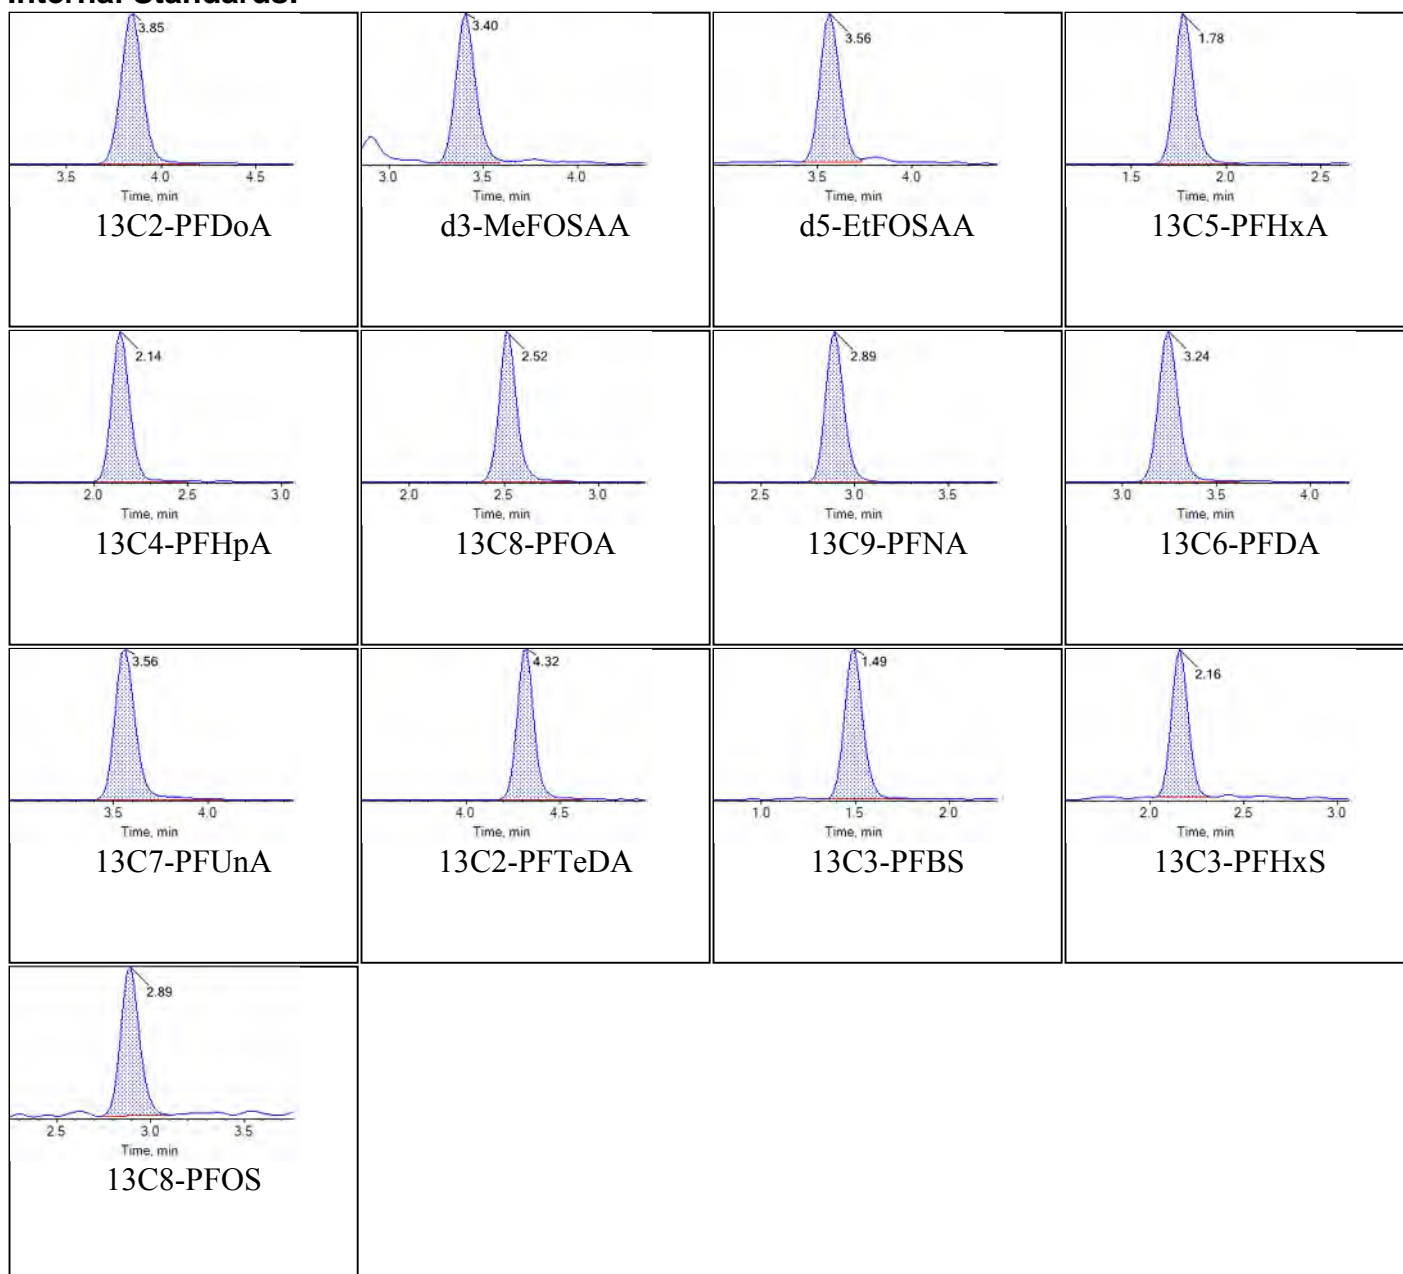 Internal Standards:
3.85
3.5 4.0 4.5
Time, min
13C2-PFDoA
3.40
3.0 3.5 4.0
Time, min
d3-MeFOSAA
3.56
3.5 4.0
Time, min
d5-EtFOSAA
1.78
1.5 2.0 2.5
Time, min
13C5-PFHxA
2.14
2.0 2.5 3.0
Time, min
13C4-PFHpA
2.52
2.0 2.5 3.0
Time, min
13C8-PFOA
2.89
2.5 3.0 3.5
Time, min
13C9-PFNA
3.24
3.0 3.5 4.0
Time, min
13C6-PFDA
3.56
3.5 4.0
Time, min
13C7-PFUnA
4.32
4.0 4.5
Time, min
13C2-PFTeDA
1.49
1.0 1.5 2.0
Time, min
13C3-PFBS
2.16
2.0 2.5 3.0
Time, min
13C3-PFHxS
2.89
2.5 3.0 3.5
Time, min
13C8-PFOS